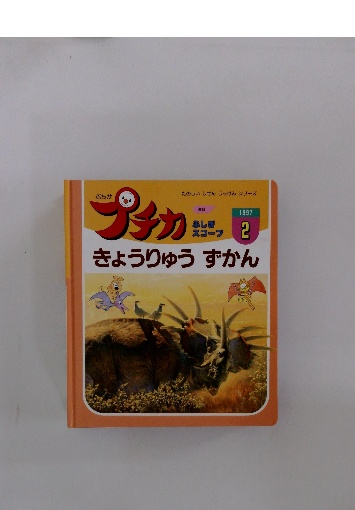 プチカ
ふしぎ
スコープ
1997
2
きょうりゅう ずかん